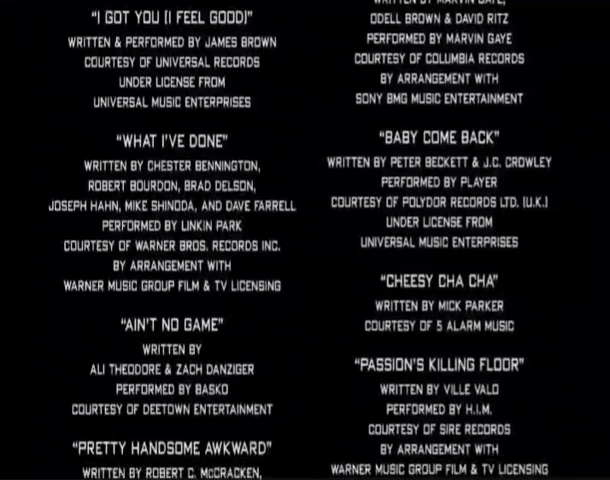 "I GOT YOU (I FEEL GOOD)"
WRITTEN & PERFORMED BY JAMES BROWN
COURTESY OF UNIVERSAL RECORDS
UNDER LICENSE FROM
UNIVERSAL MUSIC ENTERPRISES
"WHAT I'VE DONE"
WRITTEN BY CHESTER BENNINGTON,
ROBERT BOURDON, BRAD DELSON,
JOSEPH HAHN, MIKE SHINODA, AND DAVE FARRELL
PERFORMED BY LINKIN PARK
COURTESY OF WARNER BROS. RECORDS INC.
BY ARRANGEMENT WITH
WARNER MUSIC GROUP FILM & TV LICENSING
"AIN'T NO GAME"
WRITTEN BY
ALI THEODORE & ZACH DANZIGER
PERFORMED BY BASKO
COURTESY OF DEETOWN ENTERTAINMENT
"PRETTY HANDSOME AWKWARD"
WRITTEN BY ROBERT C. McCRACKEN,
WRITTEN BY MARVIN GAYE,
ODELL BROWN & DAVID RITZ
PERFORMED BY MARVIN GAYE
COURTESY OF COLUMBIA RECORDS
BY ARRANGEMENT WITH
SONY BMG MUSIC ENTERTAINMENT
"BABY COME BACK"
WRITTEN BY PETER BECKETT & J.C. CROWLEY
PERFORMED BY PLAYER
COURTESY OF POLYDOR RECORDS LTD. (U.K.)
UNDER LICENSE FROM
UNIVERSAL MUSIC ENTERPRISES
"CHEESY CHA CHA"
WRITTEN BY MICK PARKER
COURTESY OF 5 ALARM MUSIC
"PASSION'S KILLING FLOOR"
WRITTEN BY VILLE VALO
PERFORMED BY H.I.M.
COURTESY OF SIRE RECORDS
BY ARRANGEMENT WITH
WARNER MUSIC GROUP FILM & TV LICENSING